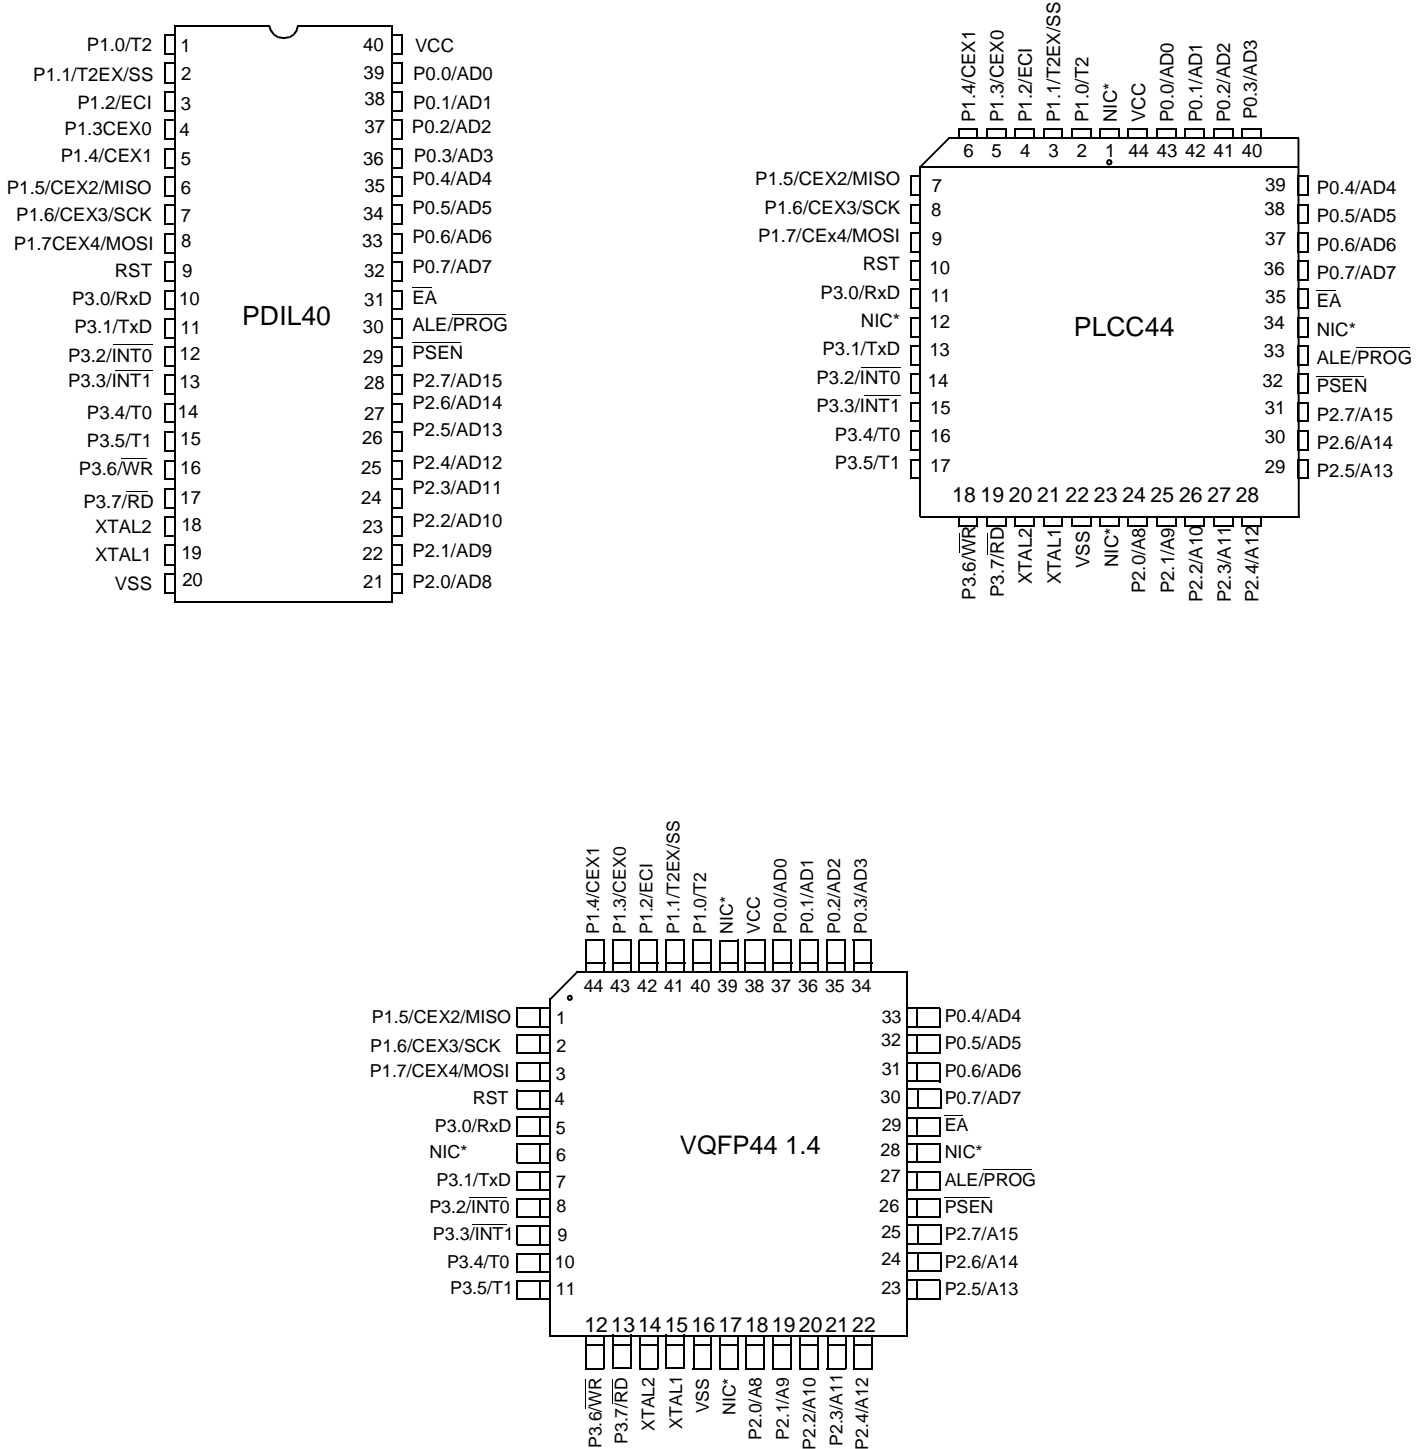 P1.0/T2 1 40 VCC
P1.1/T2EX/SS 2 39 P0.0/AD0
P1.2/ECI 3 38 P0.1/AD1
P1.3CEX0 4 37 P0.2/AD2
P1.4/CEX1 5 36 P0.3/AD3
P1.5/CEX2/MISO 6 35 P0.4/AD4
P1.6/CEX3/SCK 7 34 P0.5/AD5
P1.7CEX4/MOSI 8 33 P0.6/AD6
RST 9 32 P0.7/AD7
P3.0/RxD 10 31 EA
PDIL40
P3.1/TxD 11 30 ALE/PROG
P3.2/INT0 12 29 PSEN
P3.3/INT1 13 28 P2.7/AD15
P3.4/T0 14 27 P2.6/AD14
P3.5/T1 15 26 P2.5/AD13
P3.6/WR 16 25 P2.4/AD12
P3.7/RD 17 24 P2.3/AD11
XTAL2 18 23 P2.2/AD10
XTAL1 19 22 P2.1/AD9
VSS 20 21 P2.0/AD8
P1.4/CEX1 P1.3/CEX0 P1.2/ECI P1.1/T2EX/SS P1.0/T2 NIC* VCC P0.0/AD0 P0.1/AD1 P0.2/AD2 P0.3/AD3
6 5 4 3 2 1 44 43 42 41 40
P1.5/CEX2/MISO 7 39 P0.4/AD4
P1.6/CEX3/SCK 8 38 P0.5/AD5
P1.7/CEx4/MOSI 9 37 P0.6/AD6
RST 10 36 P0.7/AD7
P3.0/RxD 11 35 EA
NIC* 12 34 NIC*
PLCC44
P3.1/TxD 13 33 ALE/PROG
P3.2/INT0 14 32 PSEN
P3.3/INT1 15 31 P2.7/A15
P3.4/T0 16 30 P2.6/A14
P3.5/T1 17 29 P2.5/A13
18 19 20 21 22 23 24 25 26 27 28
P3.6/WR P3.7/RD XTAL2 XTAL1 VSS NIC* P2.0/A8 P2.1/A9 P2.2/A10 P2.3/A11 P2.4/A12
P1.4/CEX1 P1.3/CEX0 P1.2/ECI P1.1/T2EX/SS P1.0/T2 NIC* VCC P0.0/AD0 P0.1/AD1 P0.2/AD2 P0.3/AD3
44 43 42 41 40 39 38 37 36 35 34
P1.5/CEX2/MISO 1 33 P0.4/AD4
P1.6/CEX3/SCK 2 32 P0.5/AD5
P1.7/CEX4/MOSI 3 31 P0.6/AD6
RST 4 30 P0.7/AD7
P3.0/RxD 5 29 EA
VQFP44 1.4
NIC* 6 28 NIC*
P3.1/TxD 7 27 ALE/PROG
P3.2/INT0 8 26 PSEN
P3.3/INT1 9 25 P2.7/A15
P3.4/T0 10 24 P2.6/A14
P3.5/T1 11 23 P2.5/A13
12 13 14 15 16 17 18 19 20 21 22
P3.6/WR P3.7/RD XTAL2 XTAL1 VSS NIC* P2.0/A8 P2.1/A9 P2.2/A10 P2.3/A11 P2.4/A12